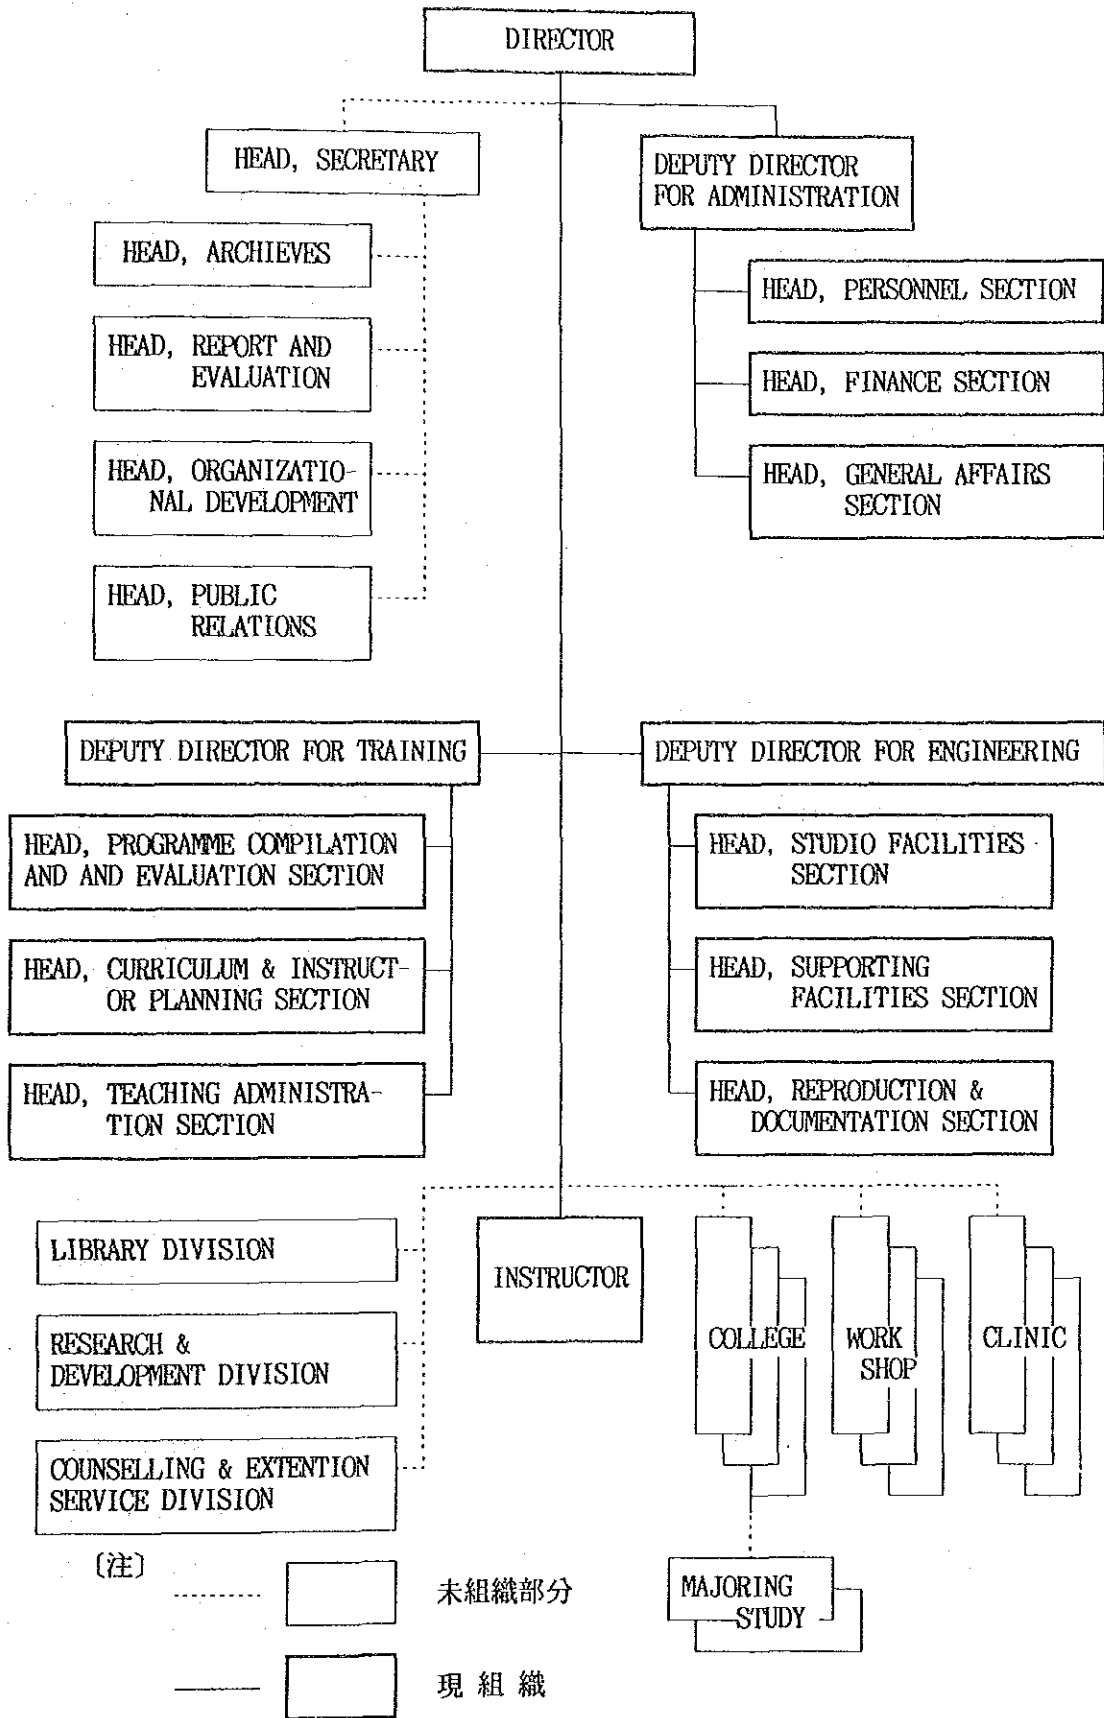 DIRECTOR
HEAD, SECRETARY
DEPUTY DIRECTOR
FOR ADMINISTRATION
HEAD, ARCHIEVES
HEAD, REPORT AND
EVALUATION
HEAD, ORGANIZATIO-
NAL DEVELOPMENT
HEAD, PUBLIC
RELATIONS
HEAD, PERSONNEL SECTION
HEAD, FINANCE SECTION
HEAD, GENERAL AFFAIRS
SECTION
DEPUTY DIRECTOR FOR TRAINING
DEPUTY DIRECTOR FOR ENGINEERING
HEAD, PROGRAMME COMPILATION
AND AND EVALUATION SECTION
HEAD, CURRICULUM & INSTRUCT-
OR PLANNING SECTION
HEAD, TEACHING ADMINISTRA-
TION SECTION
HEAD, STUDIO FACILITIES
SECTION
HEAD, SUPPORTING
FACILITIES SECTION
HEAD, REPRODUCTION &
DOCUMENTATION SECTION
LIBRARY DIVISION
RESEARCH &
DEVELOPMENT DIVISION
COUNSELLING & EXTENTION
SERVICE DIVISION
INSTRUCTOR
COLLEGE
WORK
SHOP
CLINIC
MAJORING
STUDY
〔注〕
未組織部分
現組織